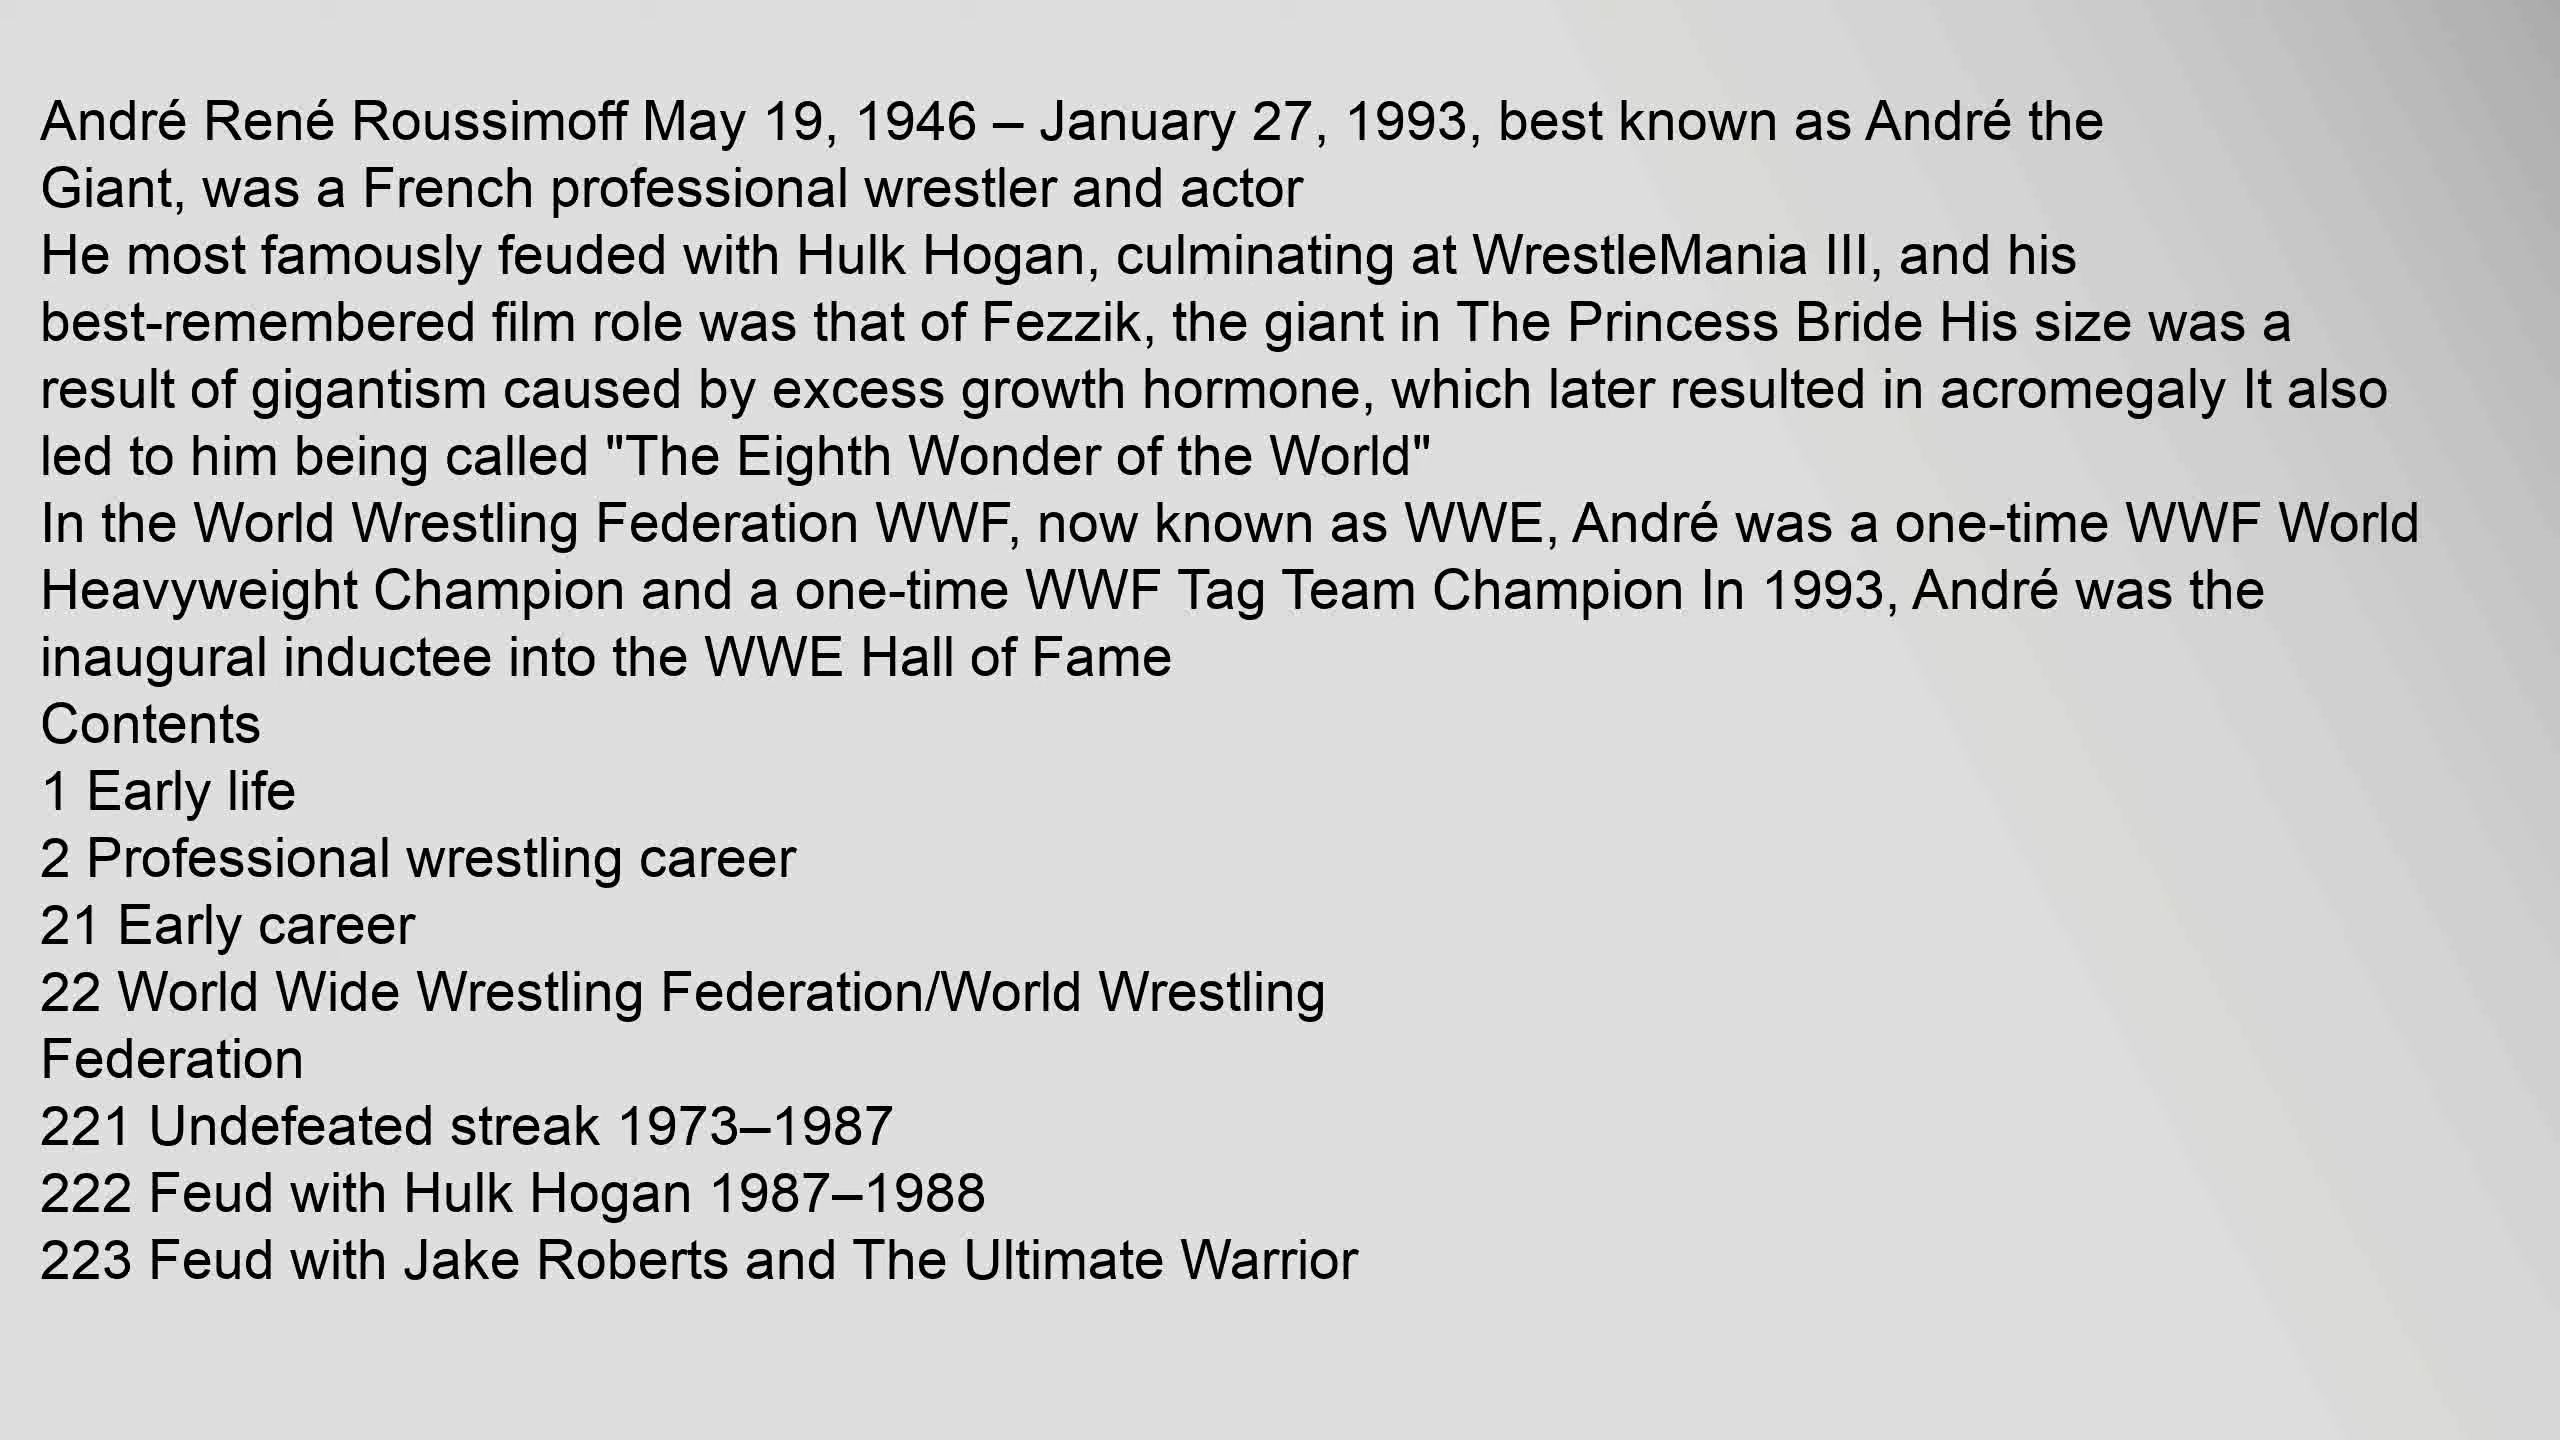 André René Roussimoff May 19, 1946 – January 27, 1993, best known as André the
Giant, was a French professional wrestler and actor
He most famously feuded with Hulk Hogan, culminating at WrestleMania III, and his
best-remembered film role was that of Fezzik, the giant in The Princess Bride His size was a
result of gigantism caused by excess growth hormone, which later resulted in acromegaly It also
led to him being called "The Eighth Wonder of the World"
In the World Wrestling Federation WWF, now known as WWE, André was a one-time WWF World
Heavyweight Champion and a one-time WWF Tag Team Champion In 1993, André was the
inaugural inductee into the WWE Hall of Fame
Contents
1 Early life
2 Professional wrestling career
21 Early career
22 World Wide Wrestling Federation/World Wrestling
Federation
221 Undefeated streak 1973–1987
222 Feud with Hulk Hogan 1987–1988
223 Feud with Jake Roberts and The Ultimate Warrior